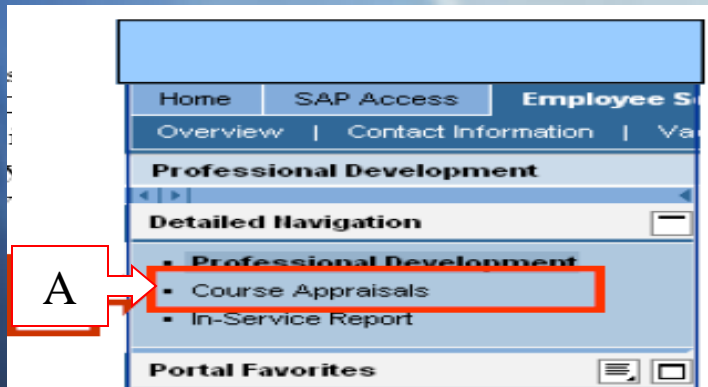 Home SAP Access Employee S
Overview | Contact Information | Va
Professional Development
Detailed Navigation
Professional Development
A
Course Appraisals
In-Service Report
Portal Favorites